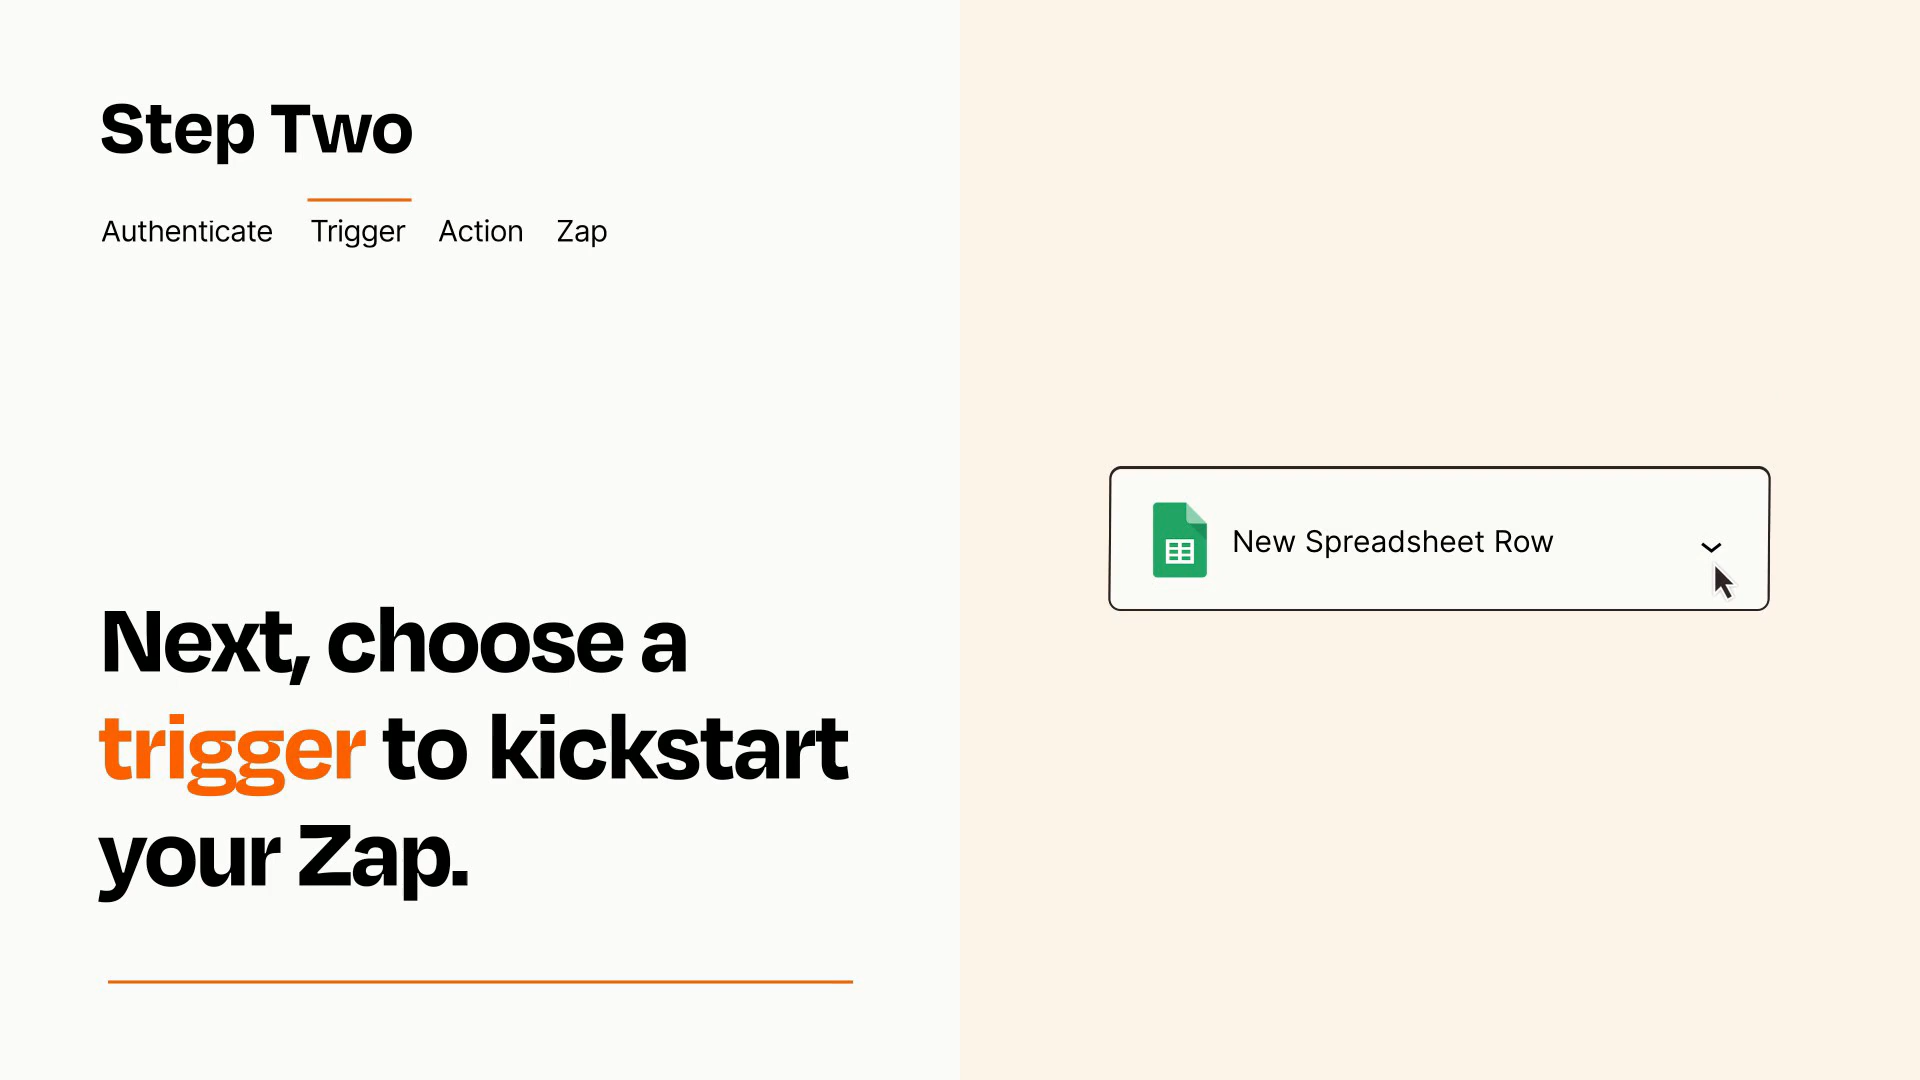 Step Two
Authenticate Trigger Action Zap
Next, choose a
trigger to kickstart
your Zap.
New Spreadsheet Row